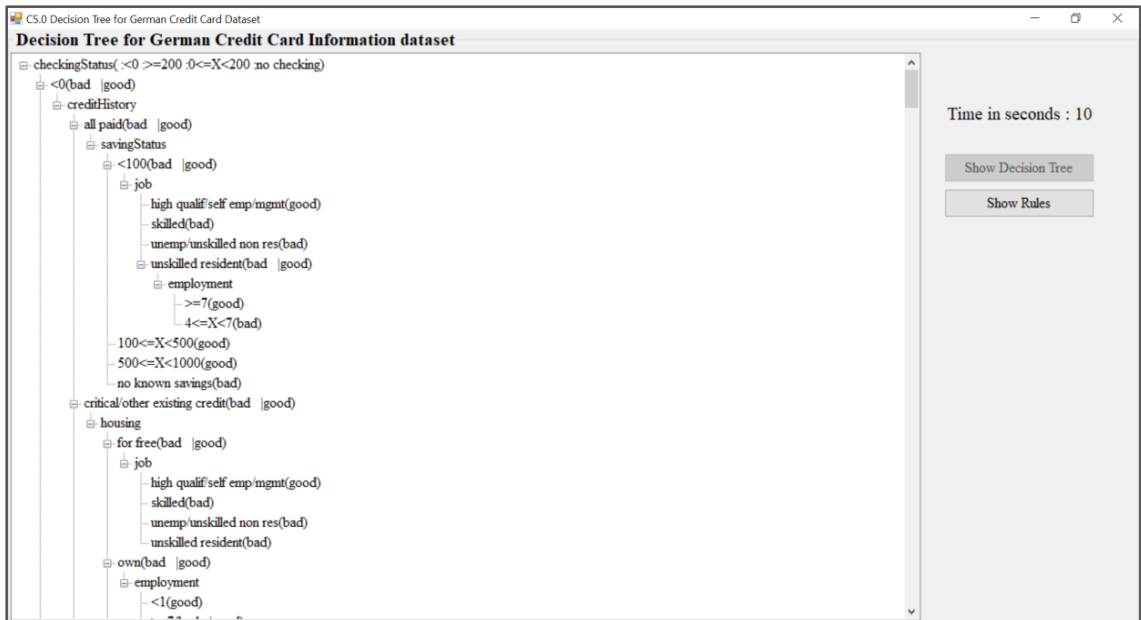 C5.0 Decision Tree for German Credit Card Dataset
Decision Tree for German Credit Card Information dataset
checkingStatus( :<0 :>=200 :0<=X<200 :no checking)
<0(bad |good)
creditHistory
all paid(bad |good)
savingStatus
<100(bad |good)
job
high qualif/self emp/mgmt(good)
skilled(bad)
unemp/unskilled non res(bad)
unskilled resident(bad |good)
employment
>=7(good)
4<=X<7(bad)
100<=X<500(good)
500<=X<1000(good)
no known savings(bad)
critical/other existing credit(bad |good)
housing
for free(bad |good)
job
high qualif/self emp/mgmt(good)
skilled(bad)
unemp/unskilled non res(bad)
unskilled resident(bad)
own(bad |good)
employment
<1(good)
Time in seconds : 10
Show Decision Tree
Show Rules